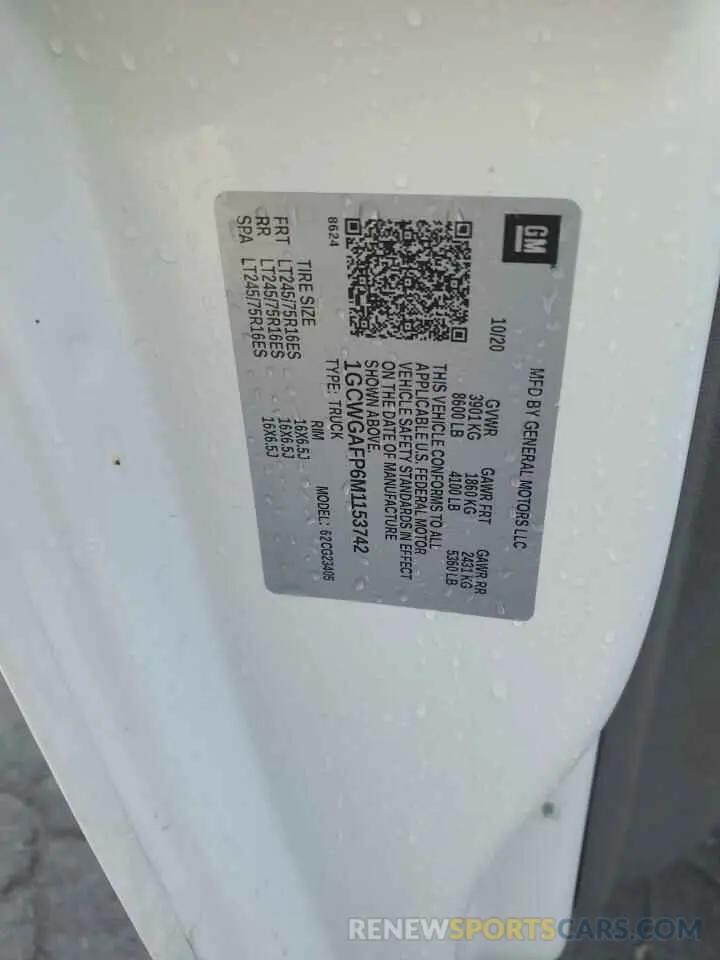 GM
MFD BY GENERAL MOTORS LLC
10/20
GVWR GAWR FRT GAWR RR
3901 KG 1860 KG 2431 KG
8600 LB 4100 LB 5360 LB
THIS VEHICLE CONFORMS TO ALL
APPLICABLE U.S. FEDERAL MOTOR
VEHICLE SAFETY STANDARDS IN EFFECT
ON THE DATE OF MANUFACTURE
SHOWN ABOVE.
1GCWGAFP6M1153742
8624
TYPE: TRUCK MODEL: 62CG23405
TIRE SIZE RIM
FRT LT245/75R16ES 16X6.5J
RR LT245/75R16ES 16X6.5J
SPA LT245/75R16ES 16X6.5J
RENEWSPORTSCARS.COM